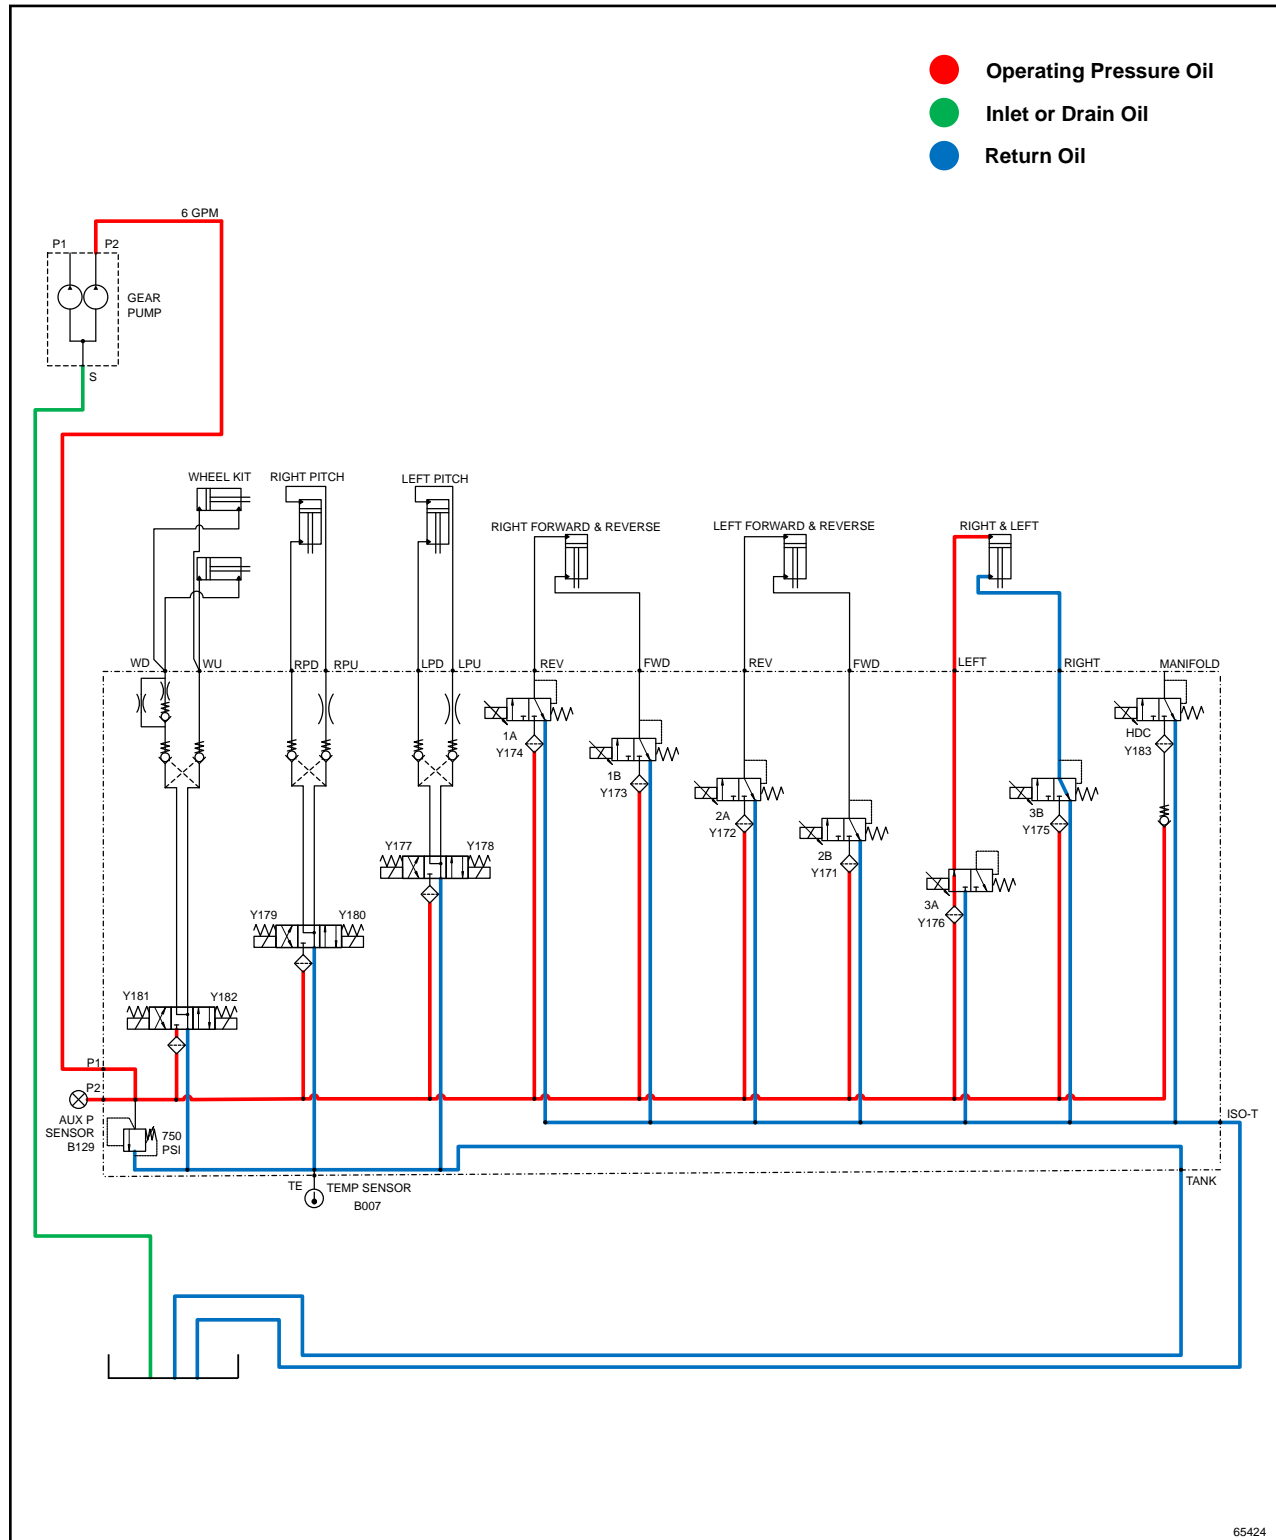 Operating Pressure Oil
Inlet or Drain Oil
Return Oil
6 GPM
P1
P2
GEAR
PUMP
S
WHEEL KIT
RIGHT PITCH
LEFT PITCH
RIGHT FORWARD & REVERSE
LEFT FORWARD & REVERSE
RIGHT & LEFT
WD
WU
RPD
RPU
LPD
LPU
REV
FWD
REV
FWD
LEFT
RIGHT
MANIFOLD
1A
Y174
1B
Y173
2A
Y172
2B
Y171
3A
Y176
3B
Y175
HDC
Y183
Y177
Y178
Y179
Y180
Y181
Y182
P1
P2
AUX P
SENSOR
B129
750
PSI
ISO-T
TE
TEMP SENSOR
B007
TANK
65424